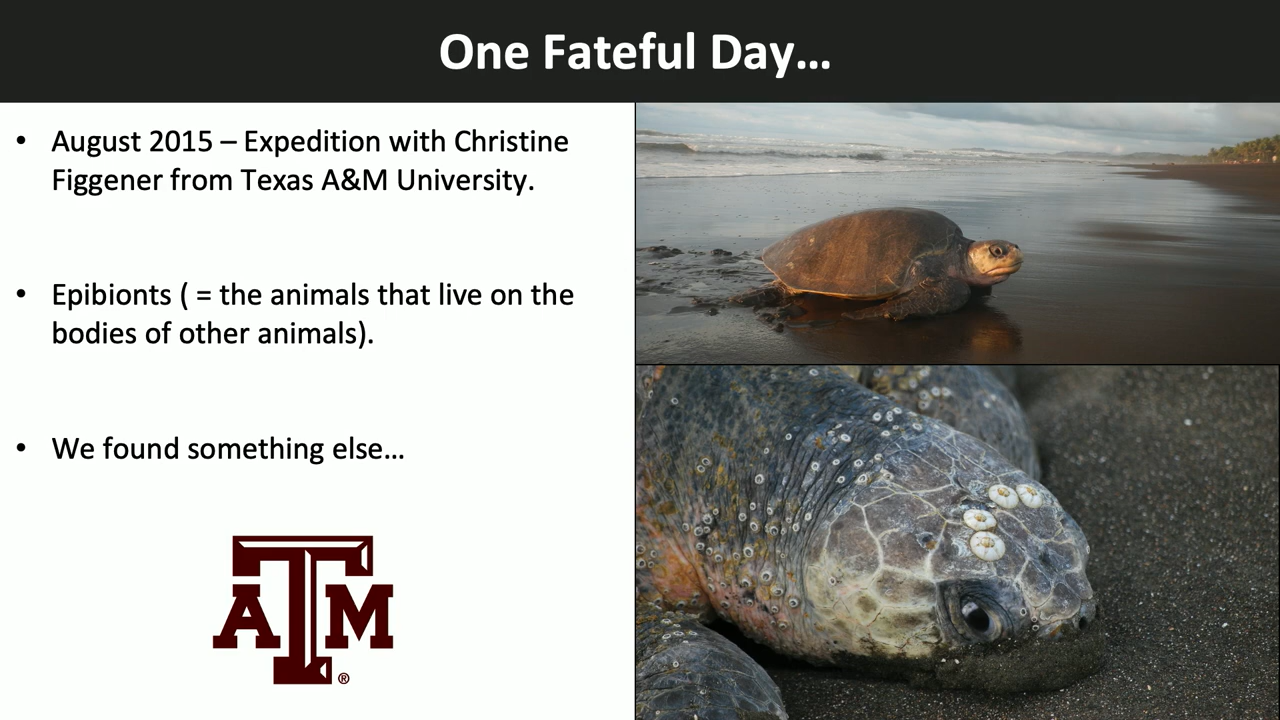 One Fateful Day...
• August 2015 – Expedition with Christine
Figgener from Texas A&M University.
• Epibionts ( = the animals that live on the
bodies of other animals).
• We found something else...
ATM ®